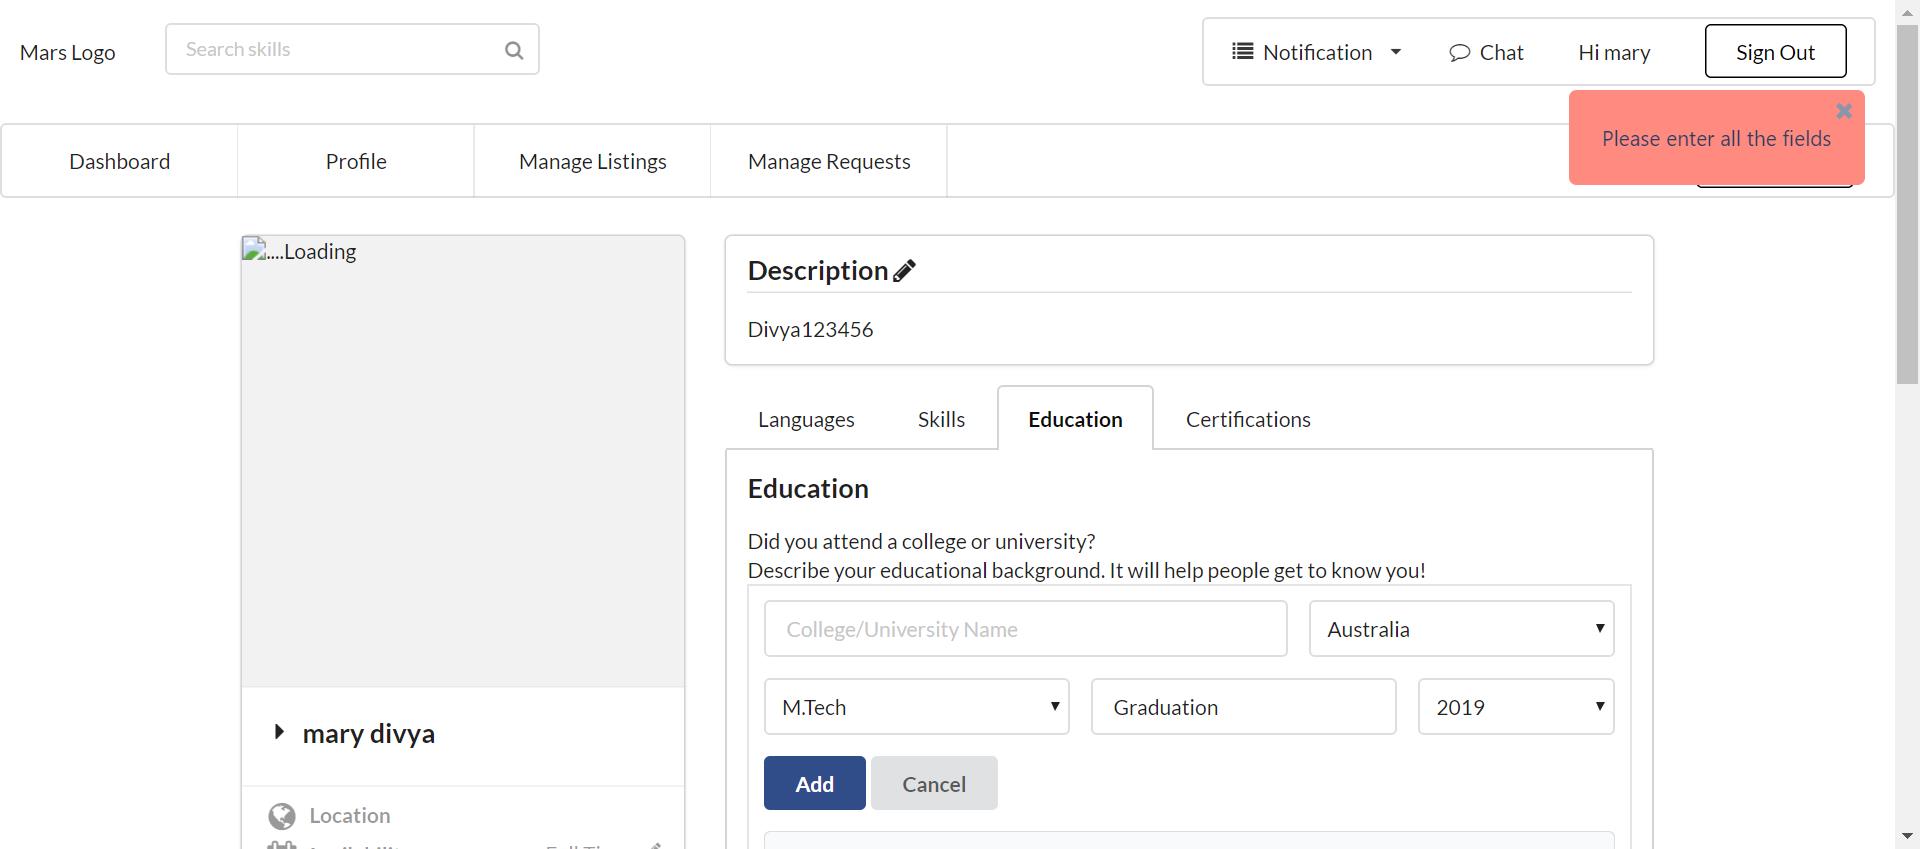 Mars Logo
Search skills
Notification
Chat
Hi mary
Sign Out
Please enter all the fields
Dashboard
Profile
Manage Listings
Manage Requests
....Loading
Description
Divya123456
Languages
Skills
Education
Certifications
Education
Did you attend a college or university?
Describe your educational background. It will help people get to know you!
College/University Name
Australia
M.Tech
Graduation
2019
Add
Cancel
mary divya
Location